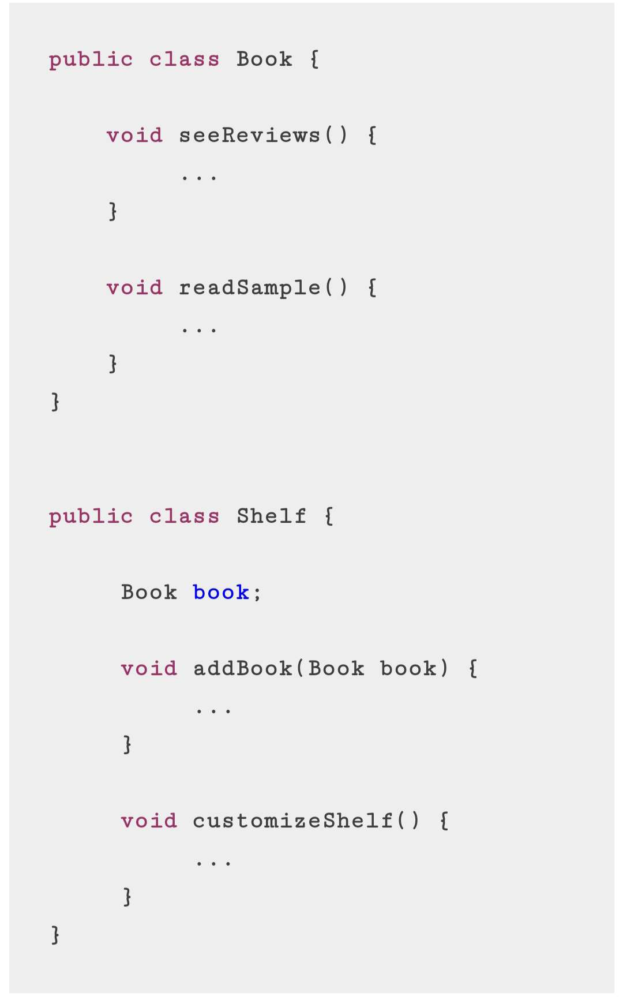 public class Book {
void seeReviews() {
...
}
void readSample() {
...
}
}
public class Shelf {
Book book;
void addBook(Book book) {
...
}
void customizeShelf() {
...
}
}